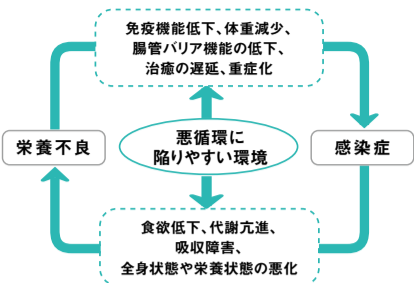 免疫機能低下、体重減少、
腸管バリア機能の低下、
治癒の遅延、重症化
栄養不良
悪循環に
陥りやすい環境
感染症
食欲低下、代謝亢進、
吸収障害、
全身状態や栄養状態の悪化